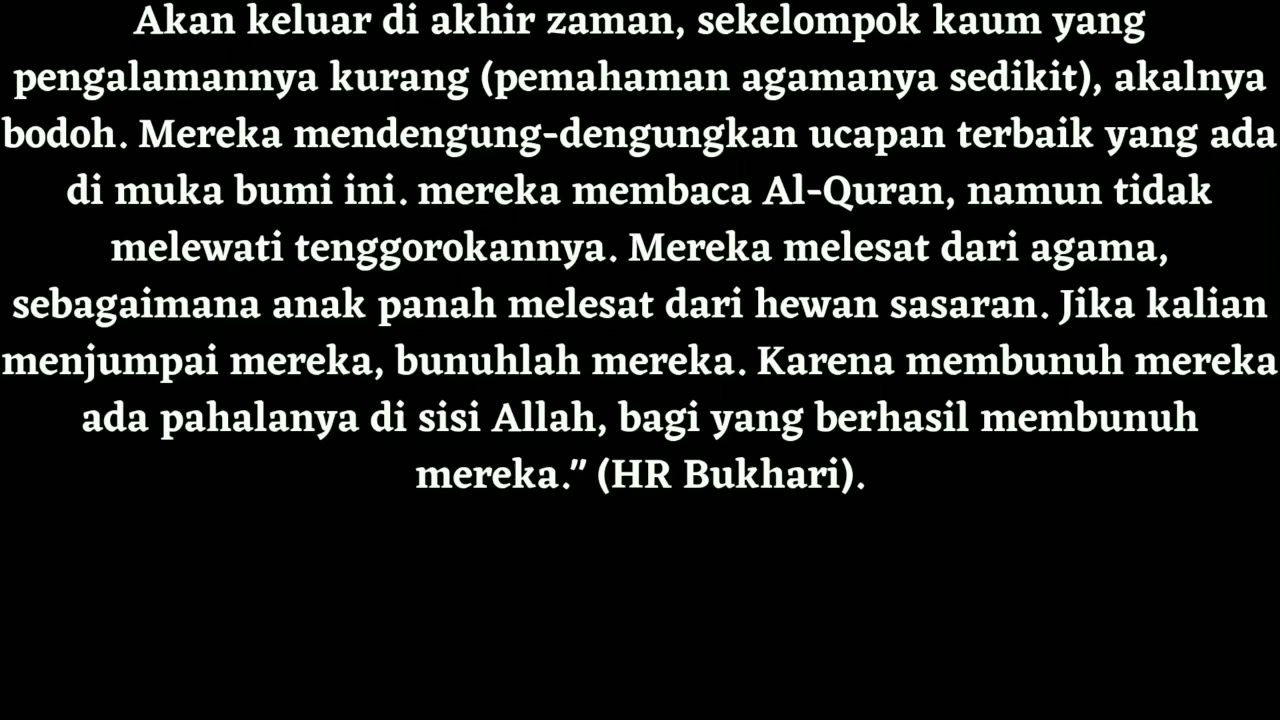 Akan keluar di akhir zaman, sekelompok kaum yang
pengalamannya kurang (pemahaman agamanya sedikit), akalnya
bodoh. Mereka mendengung-dengungkan ucapan terbaik yang ada
di muka bumi ini. mereka membaca Al-Quran, namun tidak
melewati tenggorokannya. Mereka melesat dari agama,
sebagaimana anak panah melesat dari hewan sasaran. Jika kalian
menjumpai mereka, bunuhlah mereka. Karena membunuh mereka
ada pahalanya di sisi Allah, bagi yang berhasil membunuh
mereka." (HR Bukhari).